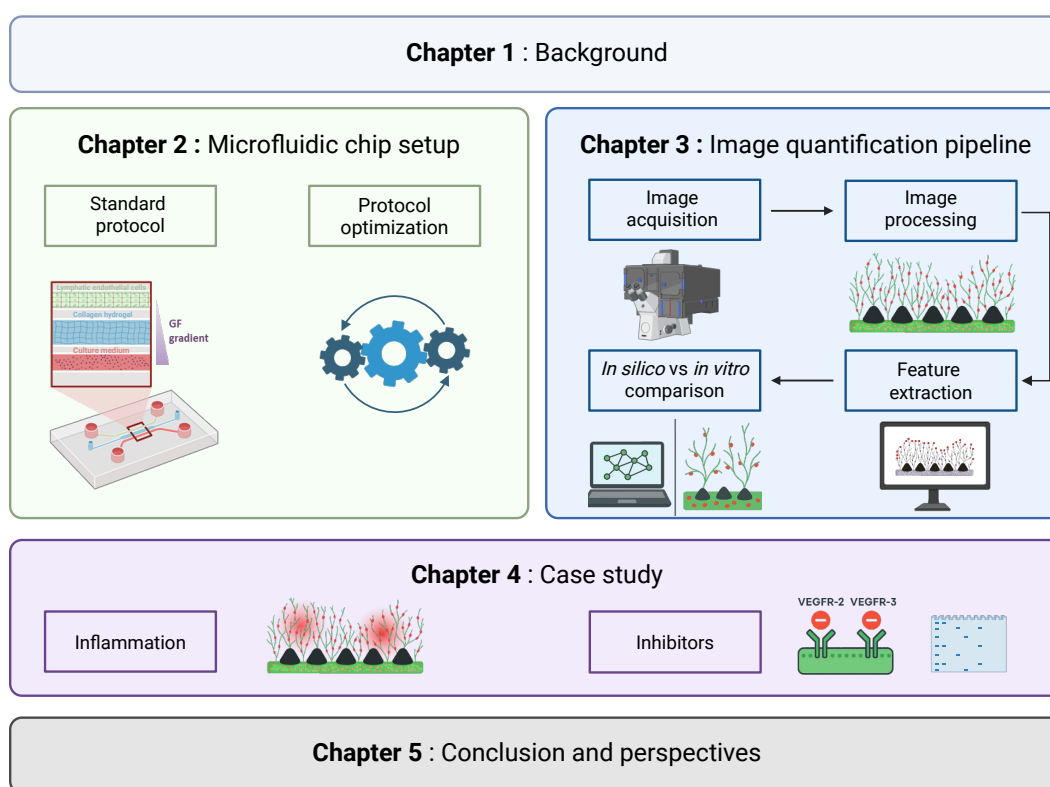 Chapter 1 : Background
Chapter 2 : Microfluidic chip setup
Standard
protocol
Protocol
optimization
Lymphatic endothelial cells
Collagen hydrogel
Culture medium
GF
gradient
Chapter 3 : Image quantification pipeline
Image
acquisition
Image
processing
In silico vs in vitro
comparison
Feature
extraction
Chapter 4 : Case study
Inflammation
Inhibitors
VEGFR-2 VEGFR-3
Chapter 5 : Conclusion and perspectives